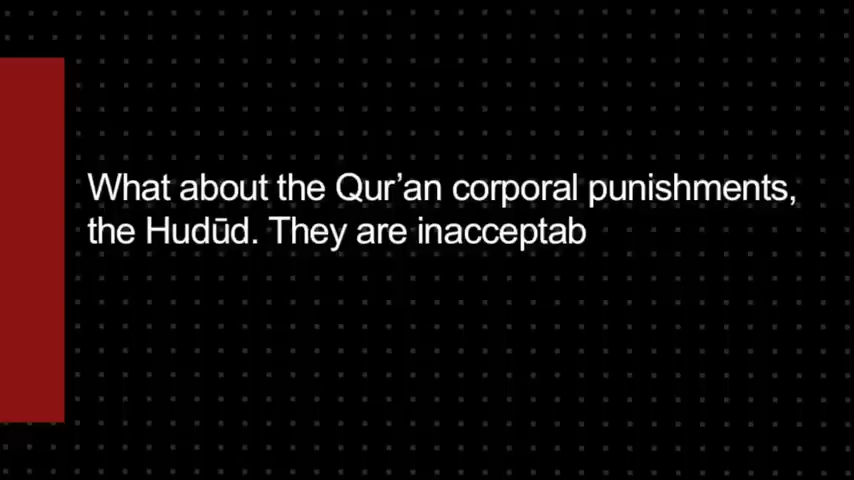 What about the Qur’an corporal punishments,
the Hudūd. They are inacceptab